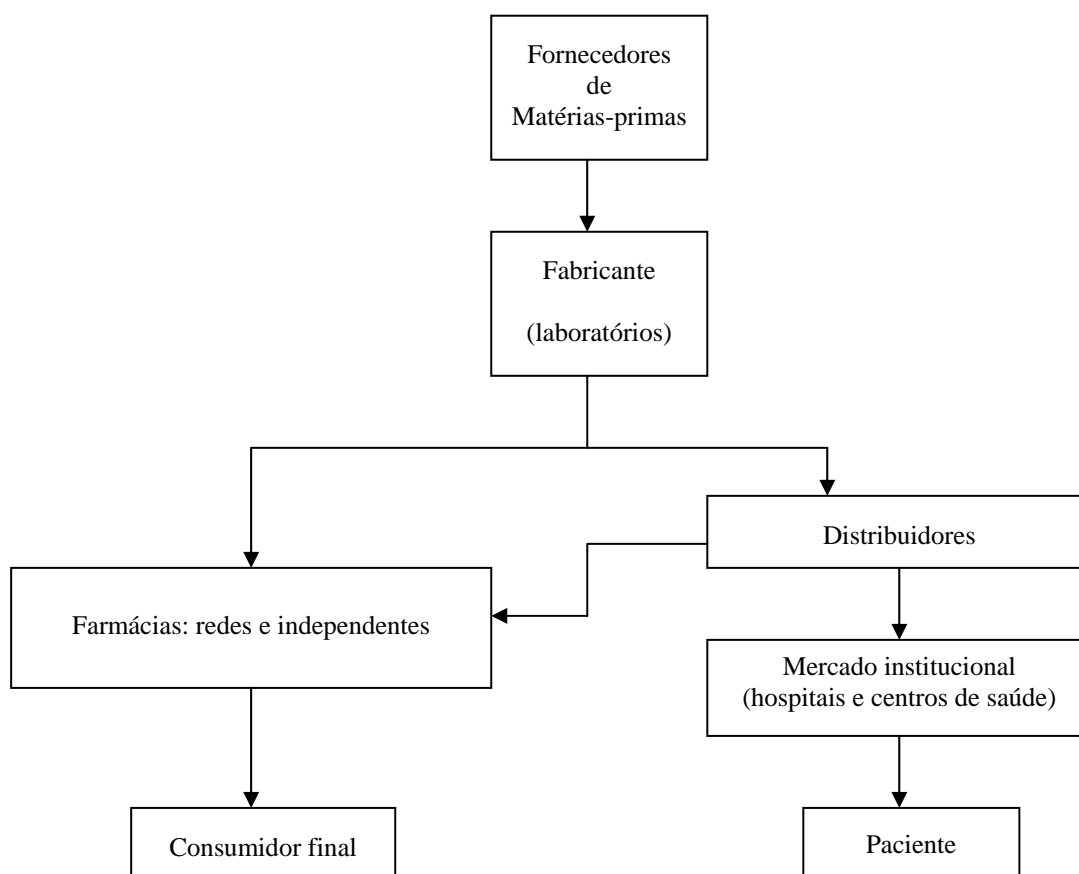 Fornecedores
de
Matérias-primas
Fabricante
(laboratórios)
Distribuidores
Farmácias: redes e independentes
Mercado institucional
(hospitais e centros de saúde)
Consumidor final
Paciente